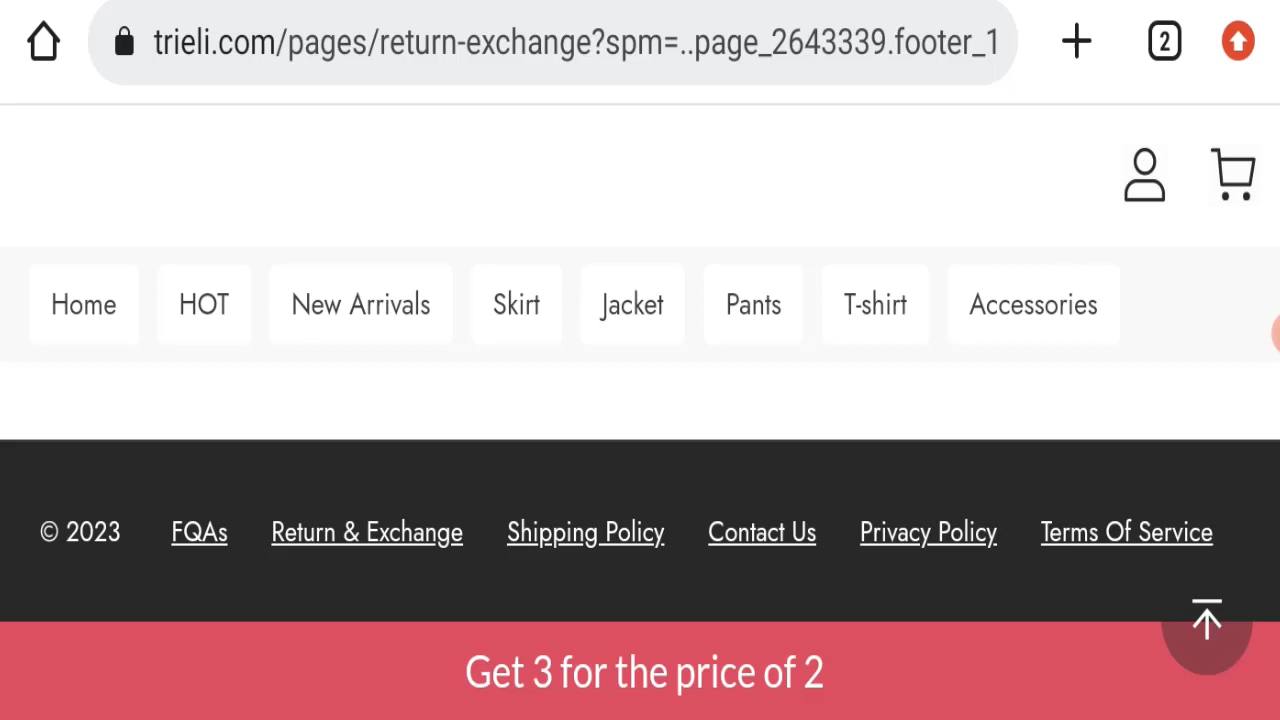 trieli.com/pages/return-exchange?spm=..page_2643339.footer_1
2
Home HOT New Arrivals Skirt Jacket Pants T-shirt Accessories
© 2023 FQAs Return & Exchange Shipping Policy Contact Us Privacy Policy Terms Of Service
Get 3 for the price of 2